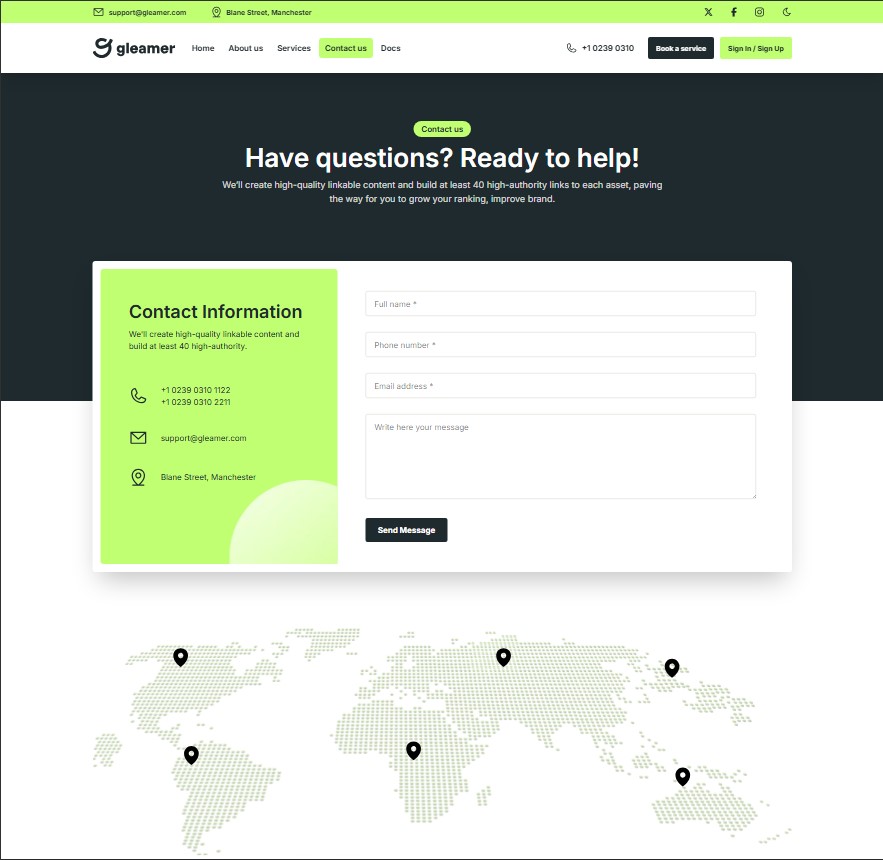 support@gleamer.com
Blane Street, Manchester
gleamer
Home
About us
Services
Contact us
Docs
+1 0239 0310
Book a service
Sign In / Sign Up
Contact us
Have questions? Ready to help!
We'll create high-quality linkable content and build at least 40 high-authority links to each asset, paving
the way for you to grow your ranking, improve brand.
Contact Information
We'll create high-quality linkable content and
build at least 40 high-authority.
+1 0239 0310 1122
+1 0239 0310 2211
support@gleamer.com
Blane Street, Manchester
Full name *
Phone number *
Email address *
Write here your message
Send Message